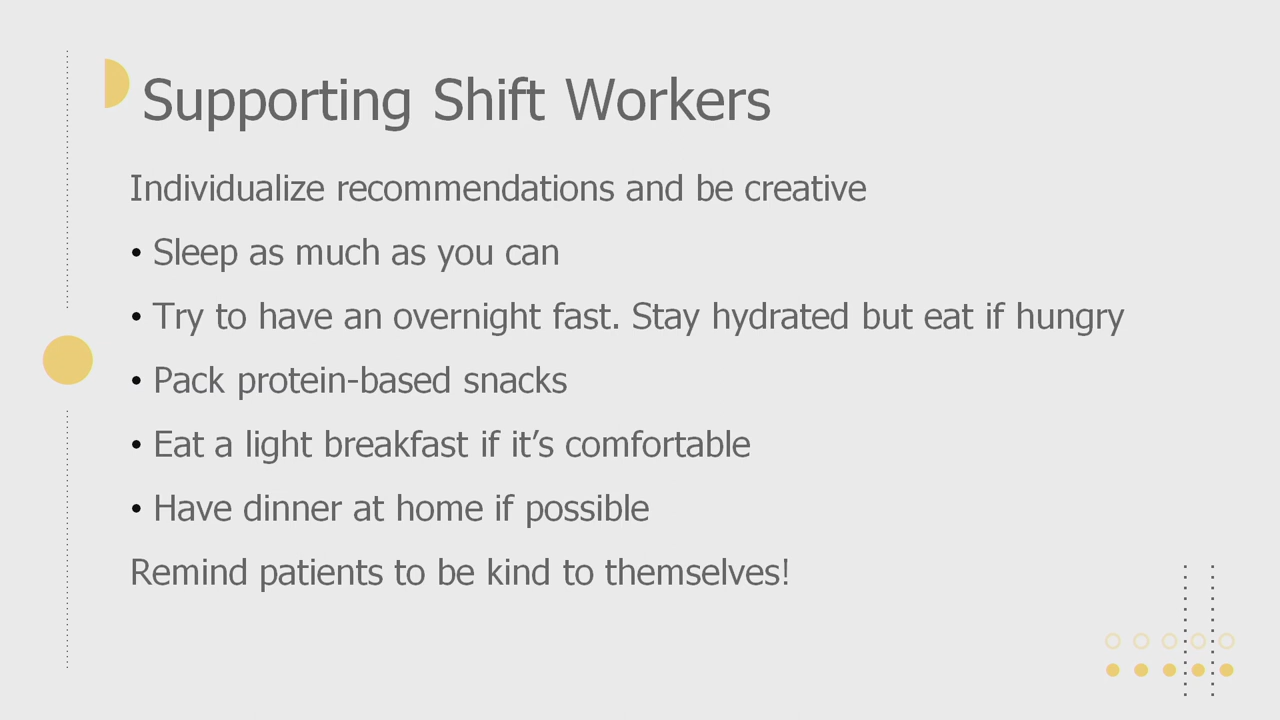 Supporting Shift Workers
Individualize recommendations and be creative
• Sleep as much as you can
• Try to have an overnight fast. Stay hydrated but eat if hungry
• Pack protein-based snacks
• Eat a light breakfast if it’s comfortable
• Have dinner at home if possible
Remind patients to be kind to themselves!